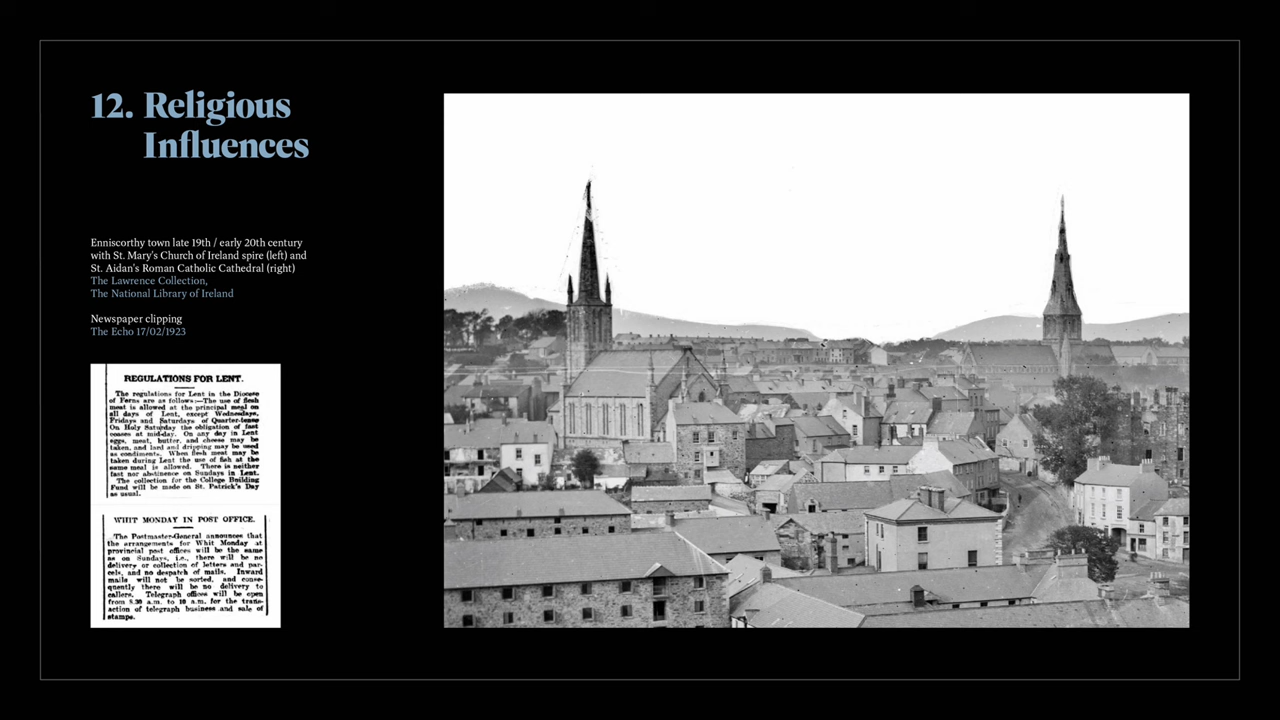 12. Religious
Influences
Enniscorthy town late 19th / early 20th century
with St. Mary's Church of Ireland spire (left) and
St. Aidan's Roman Catholic Cathedral (right)
The Lawrence Collection,
The National Library of Ireland
Newspaper clipping
The Echo 17/02/1923
REGULATIONS FOR LENT.
The regulations for Lent in the Diocese
of Ferns are as follows:—The use of flesh
meat is allowed at the principal meal on
all days of Lent, except Wednesdays,
Fridays and Saturdays of Quarter-tense
On Holy Saturday the obligation of fast
ceases at mid-day. On any day in Lent
eggs, meat, butter, and cheese may be
taken, and lard and dripping may be used
as condiments. When flesh meat may be
taken during Lent the use of fish at the
same meal is allowed. There is neither
fast nor abstinence on Sundays in Lent.
The collection for the College Building
Fund will be made on St. Patrick's Day
as usual.
WHIT MONDAY IN POST OFFICE.
The Postmaster-General announces that
the arrangements for Whit Monday at
provincial post offices will be the same
as on Sundays, i.e., there will be no
delivery or collection of letters and par-
cels, and no despatch of mails. Inward
mails will not be sorted, and conse-
quently there will be no delivery to
callers. Telegraph offices will be open
from 8.30 a.m. to 10 a.m. for the trans-
action of telegraph business and sale of
stamps.